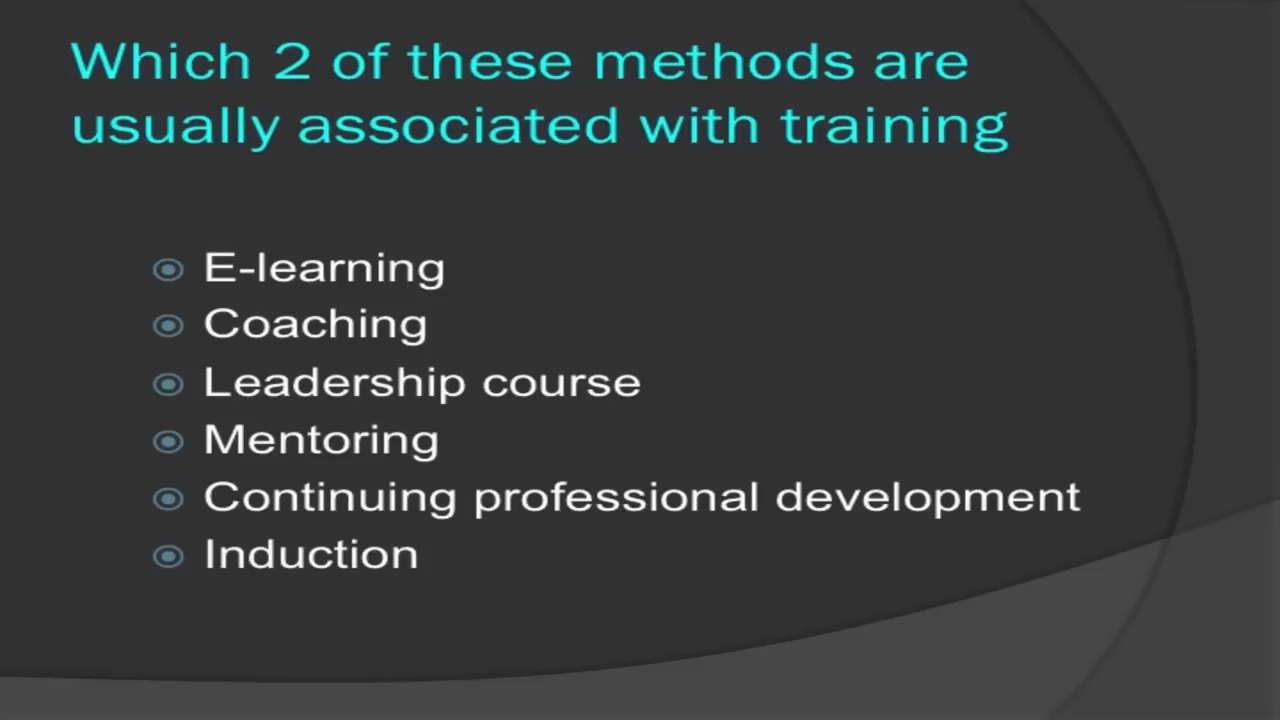 Which 2 of these methods are
usually associated with training
E-learning
Coaching
Leadership course
Mentoring
Continuing professional development
Induction